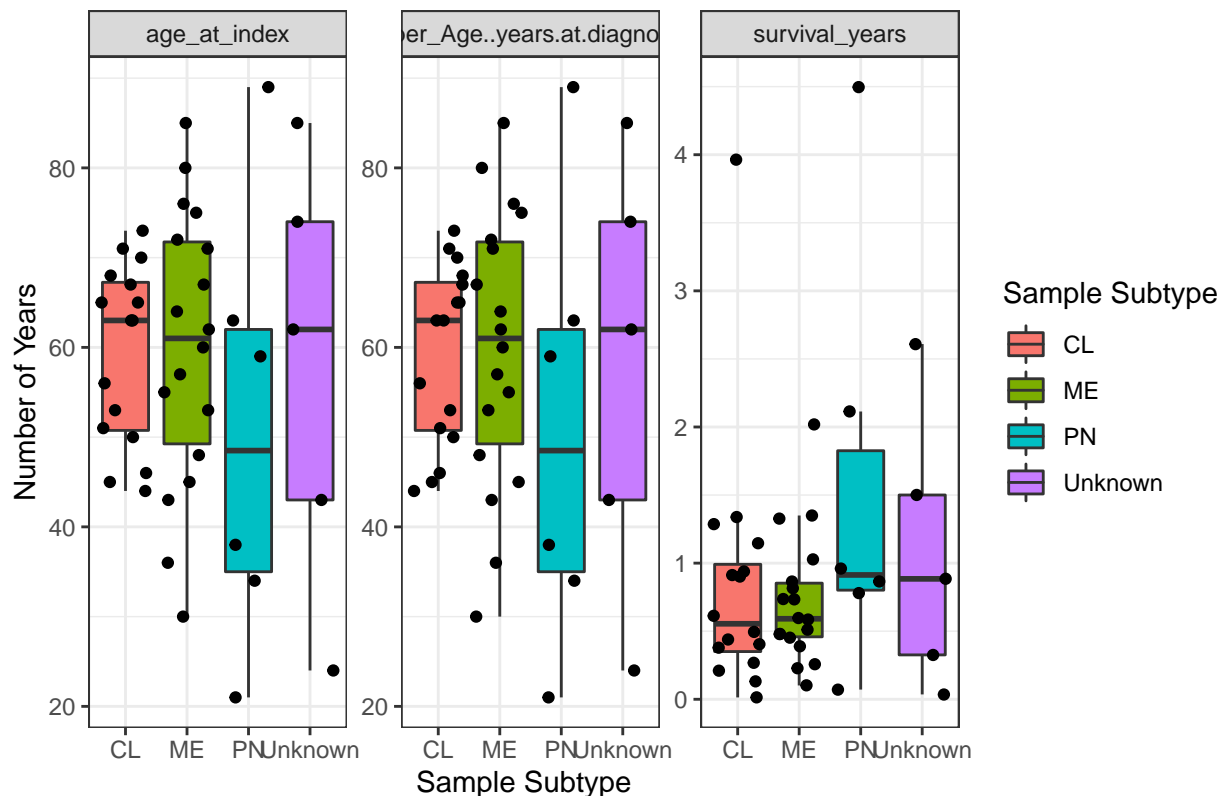 age_at_index
per_Age..years.at.diagno
survival_years
Number of Years
80
60
40
20
80
60
40
20
4
3
2
1
0
CL ME PN Unknown
CL ME PN Unknown
CL ME PN Unknown
Sample Subtype
Sample Subtype
CL
ME
PN
Unknown